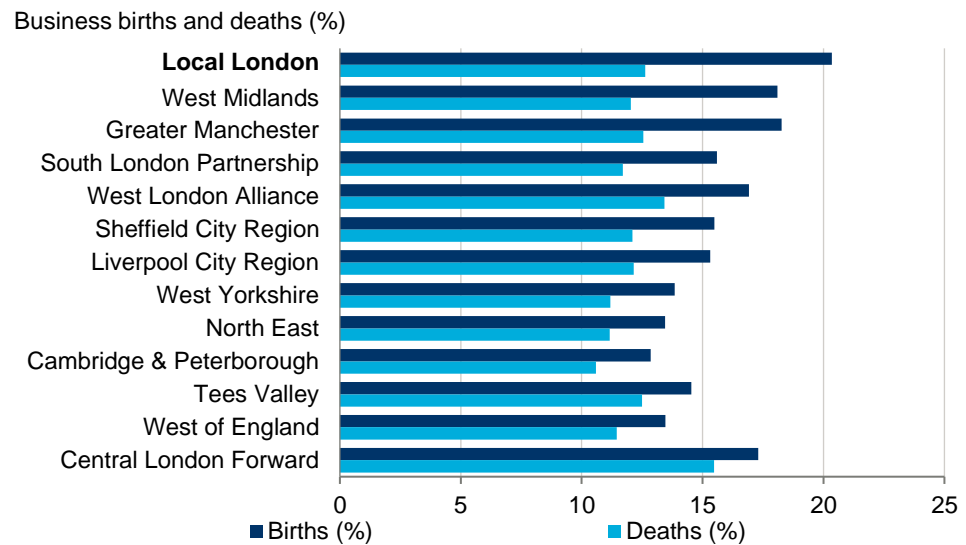 Business births and deaths (%)
Local London
West Midlands
Greater Manchester
South London Partnership
West London Alliance
Sheffield City Region
Liverpool City Region
West Yorkshire
North East
Cambridge & Peterborough
Tees Valley
West of England
Central London Forward
0 5 10 15 20 25
Births (%) Deaths (%)